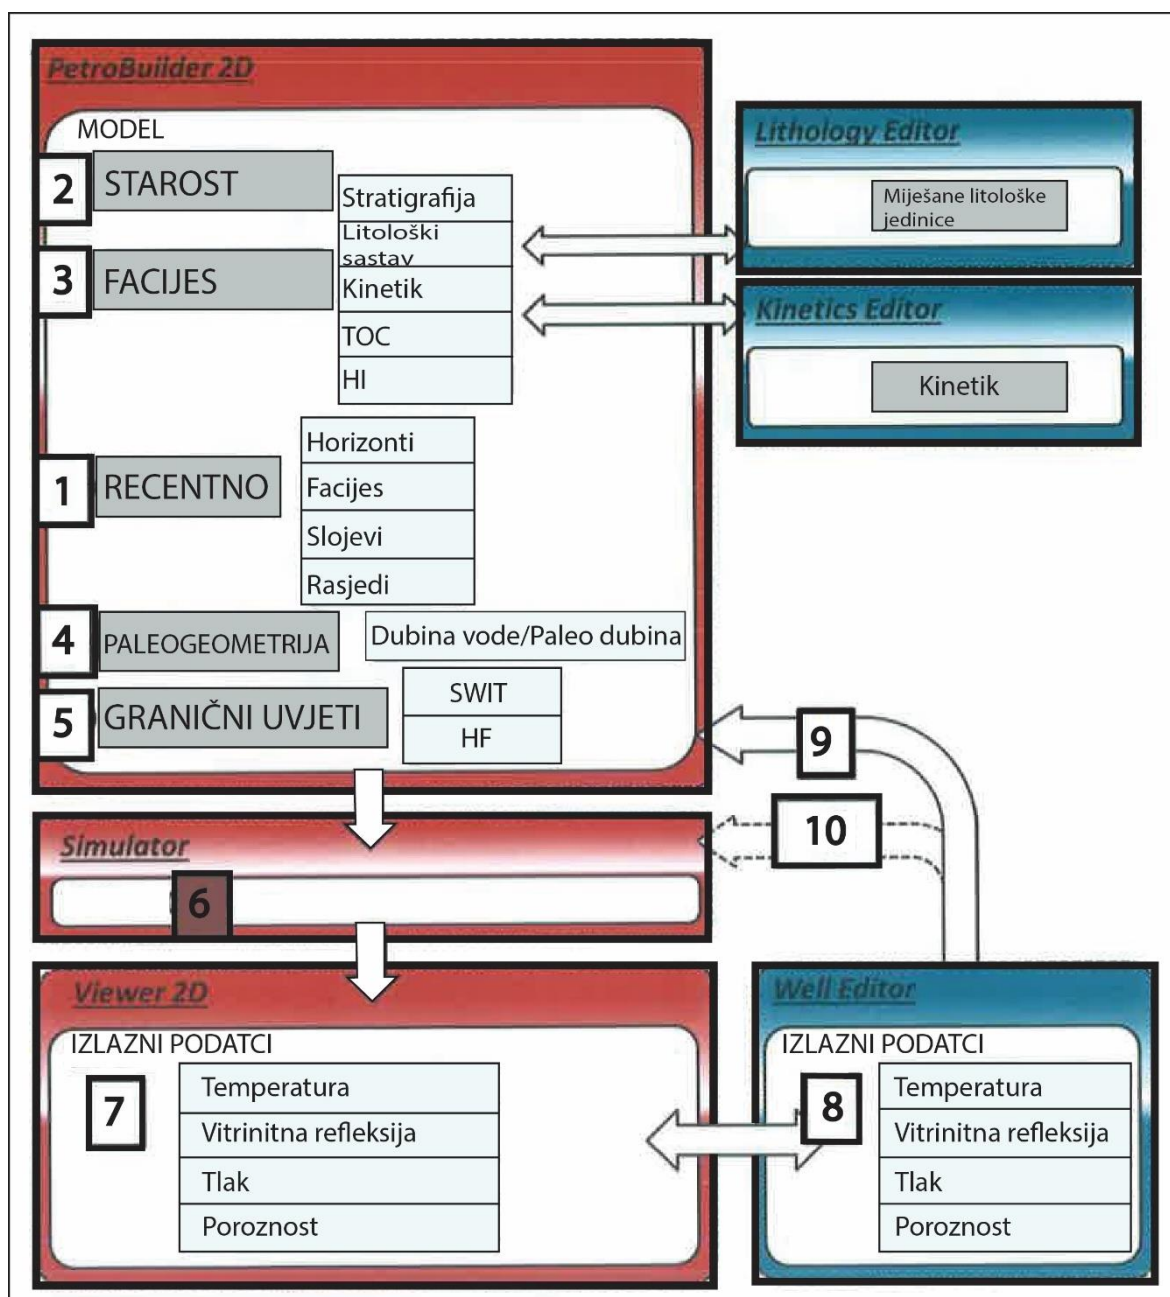 PetroBuilder 2D
MODEL
2
STAROST
Stratigrafija
Litološki
sastav
3
FACIJES
Kinetik
TOC
HI
Lithology Editor
Miješane litološke
jedinice
Kinetics Editor
Kinetik
1
RECENTNO
Horizonti
Facijes
Slojevi
Rasjedi
4
PALEOGEOMETRIJA
Dubina vode/Paleo dubina
5
GRANIČNI UVJETI
SWIT
HF
9
10
Simulator
6
Viewer 2D
IZLAZNI PODATCI
7
Temperatura
Vitrinitna refleksija
Tlak
Poroznost
Well Editor
IZLAZNI PODATCI
8
Temperatura
Vitrinitna refleksija
Tlak
Poroznost